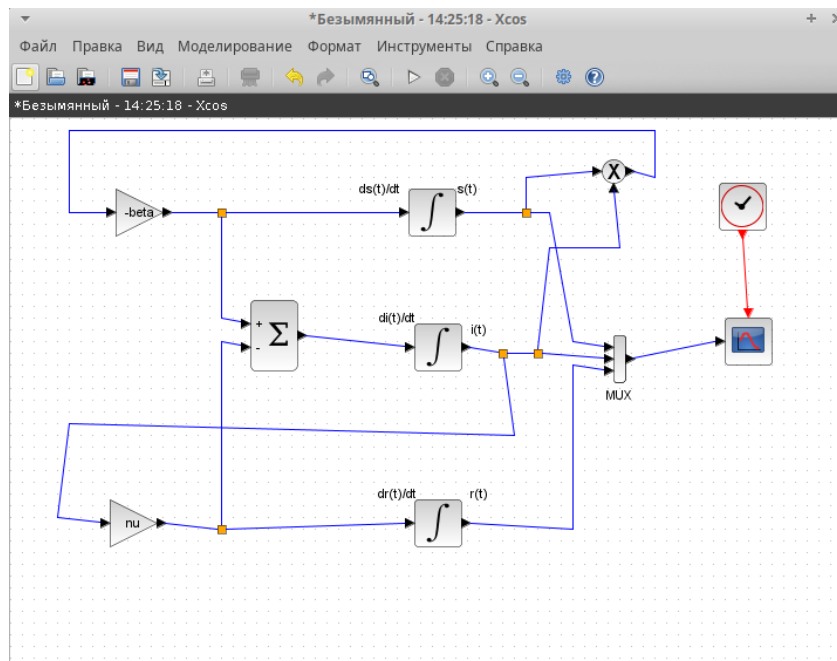 *Безымянный - 14:25:18 - Xcos
Файл Правка Вид Моделирование Формат Инструменты Справка
*Безымянный - 14:25:18 - Xcos
X
ds(t)/dt s(t)
-beta
di(t)/dt i(t)
+
Σ
-
MUX
dr(t)/dt r(t)
nu